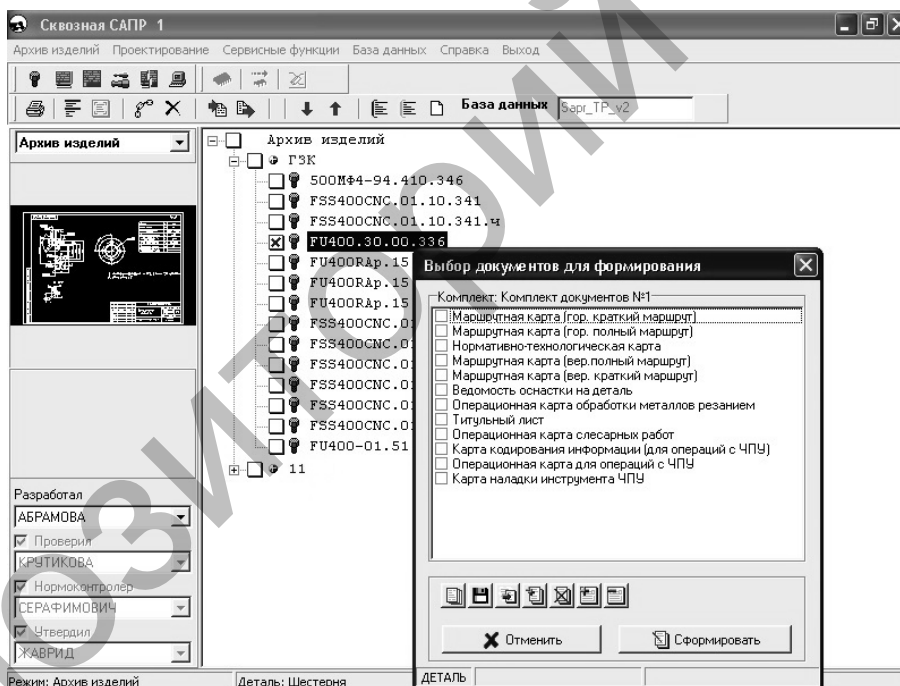 Сквозная САПР 1
Архив изделий Проектирование Сервисные функции База данных Справка Выход
База данных Sapr_TP_v2
Архив изделий
Архив изделий
ГЗК
500МФ4-94.410.346
FSS400CNC.01.10.341
FSS400CNC.01.10.341.ч
FU400.30.00.336
FU400RAp.15
FU400RAp.15
FU400RAp.15
FSS400CNC.01
FSS400CNC.01
FSS400CNC.01
FSS400CNC.01
FSS400CNC.01
FSS400CNC.01
FU400-01.51
11
Выбор документов для формирования
Комплект: Комплект документов №1
Маршрутная карта (гор. краткий маршрут)
Маршрутная карта (гор. полный маршрут)
Нормативно-технологическая карта
Маршрутная карта (вер.полный маршрут)
Маршрутная карта (вер. краткий маршрут)
Ведомость оснастки на деталь
Операционная карта обработки металлов резанием
Титульный лист
Операционная карта слесарных работ
Карта кодирования информации (для операций с ЧПУ)
Операционная карта для операций с ЧПУ
Карта наладки инструмента ЧПУ
Отменить Сформировать
Разработал
АБРАМОВА
Проверил
КРУТИКОВА
Нормоконтролер
СЕРАФИМОВИЧ
Утвердил
ЖАВРИД
Режим: Архив изделий Деталь: Шестерня ДЕТАЛЬ